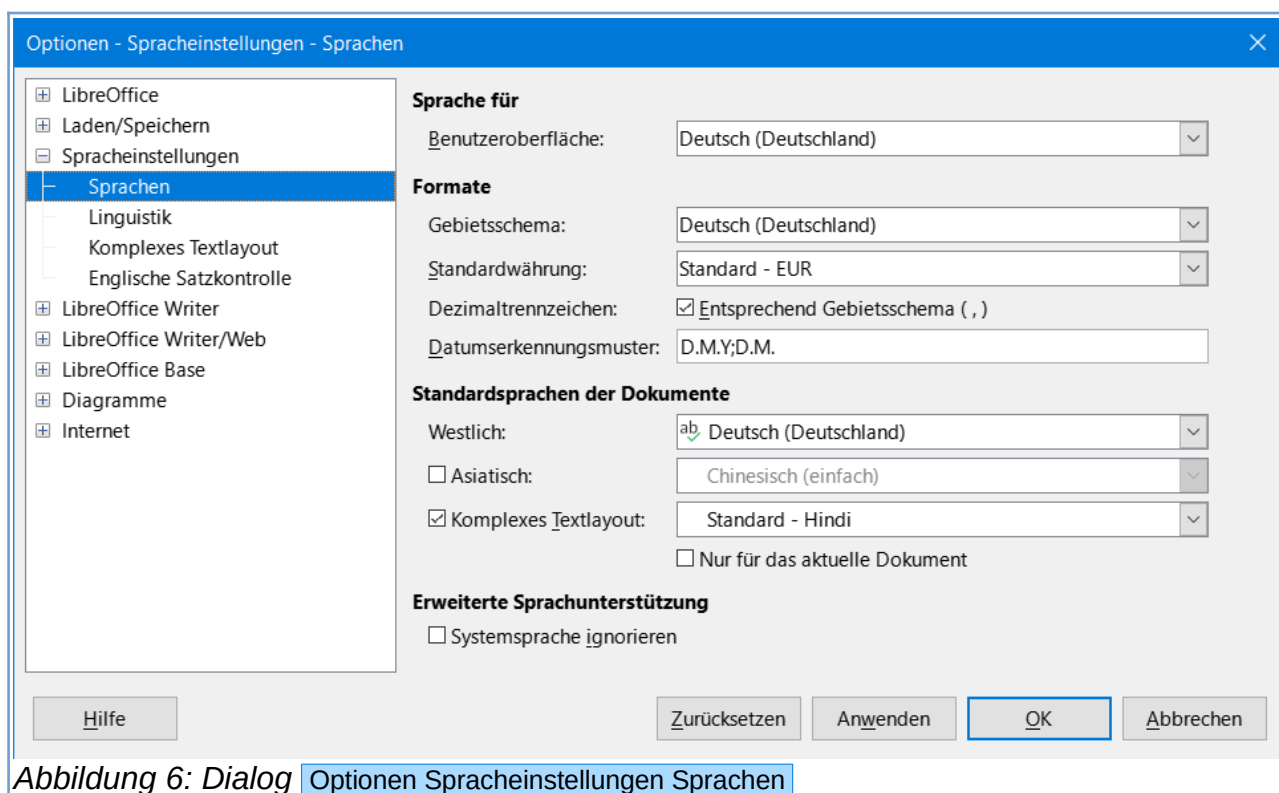 Optionen - Spracheinstellungen - Sprachen
LibreOffice
Laden/Speichern
Spracheinstellungen
Sprachen
Linguistik
Komplexes Textlayout
Englische Satzkontrolle
LibreOffice Writer
LibreOffice Writer/Web
LibreOffice Base
Diagramme
Internet
Sprache für
Benutzeroberfläche: Deutsch (Deutschland)
Formate
Gebietsschema: Deutsch (Deutschland)
Standardwährung: Standard - EUR
Dezimaltrennzeichen: Entsprechend Gebietsschema ( , )
Datumserkennungsmuster: D.M.Y;D.M.
Standardsprachen der Dokumente
Westlich: Deutsch (Deutschland)
Asiatisch: Chinesisch (einfach)
Komplexes Textlayout: Standard - Hindi
Nur für das aktuelle Dokument
Erweiterte Sprachunterstützung
Systemsprache ignorieren
Hilfe Zurücksetzen Anwenden OK Abbrechen
Abbildung 6: Dialog Optionen Spracheinstellungen Sprachen